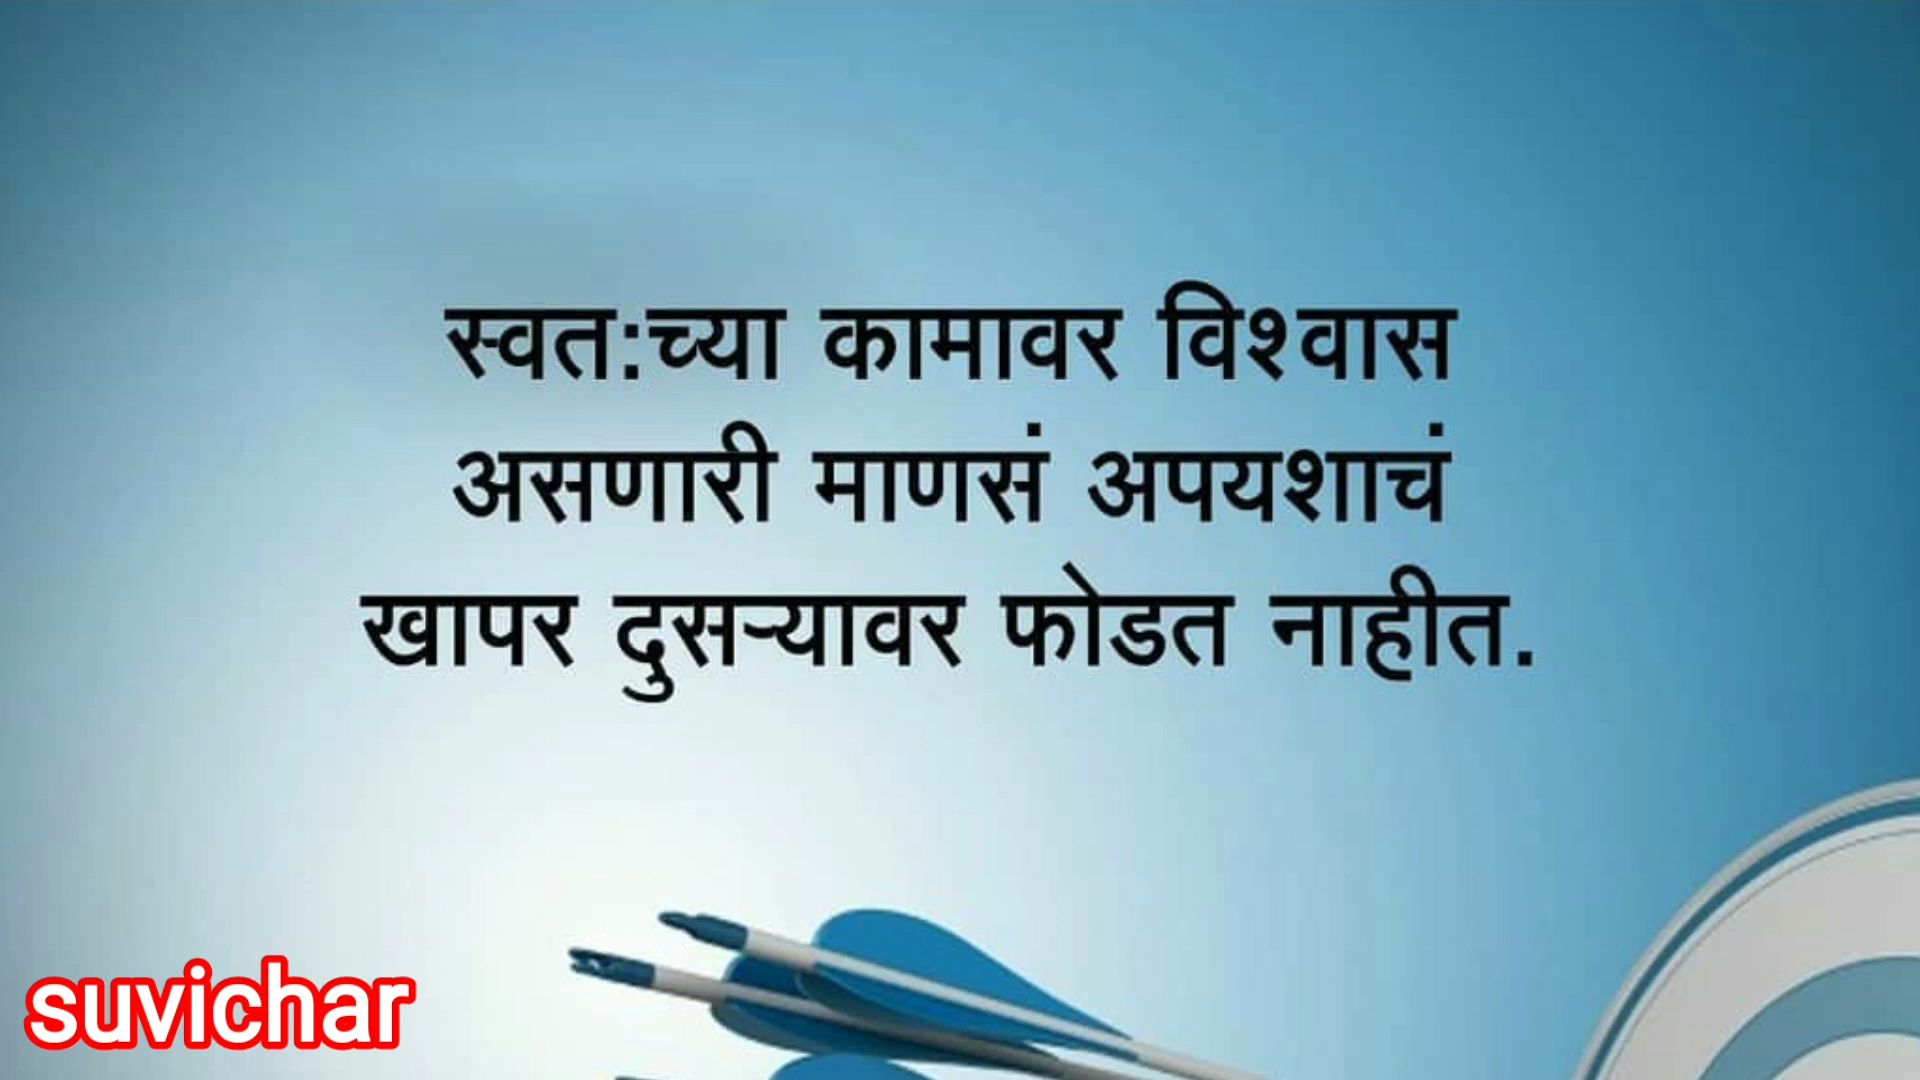 स्वत:च्या कामावर विश्वास
असणारी माणसं अपयशाचं
खापर दुसऱ्यावर फोडत नाहीत.
suvichar